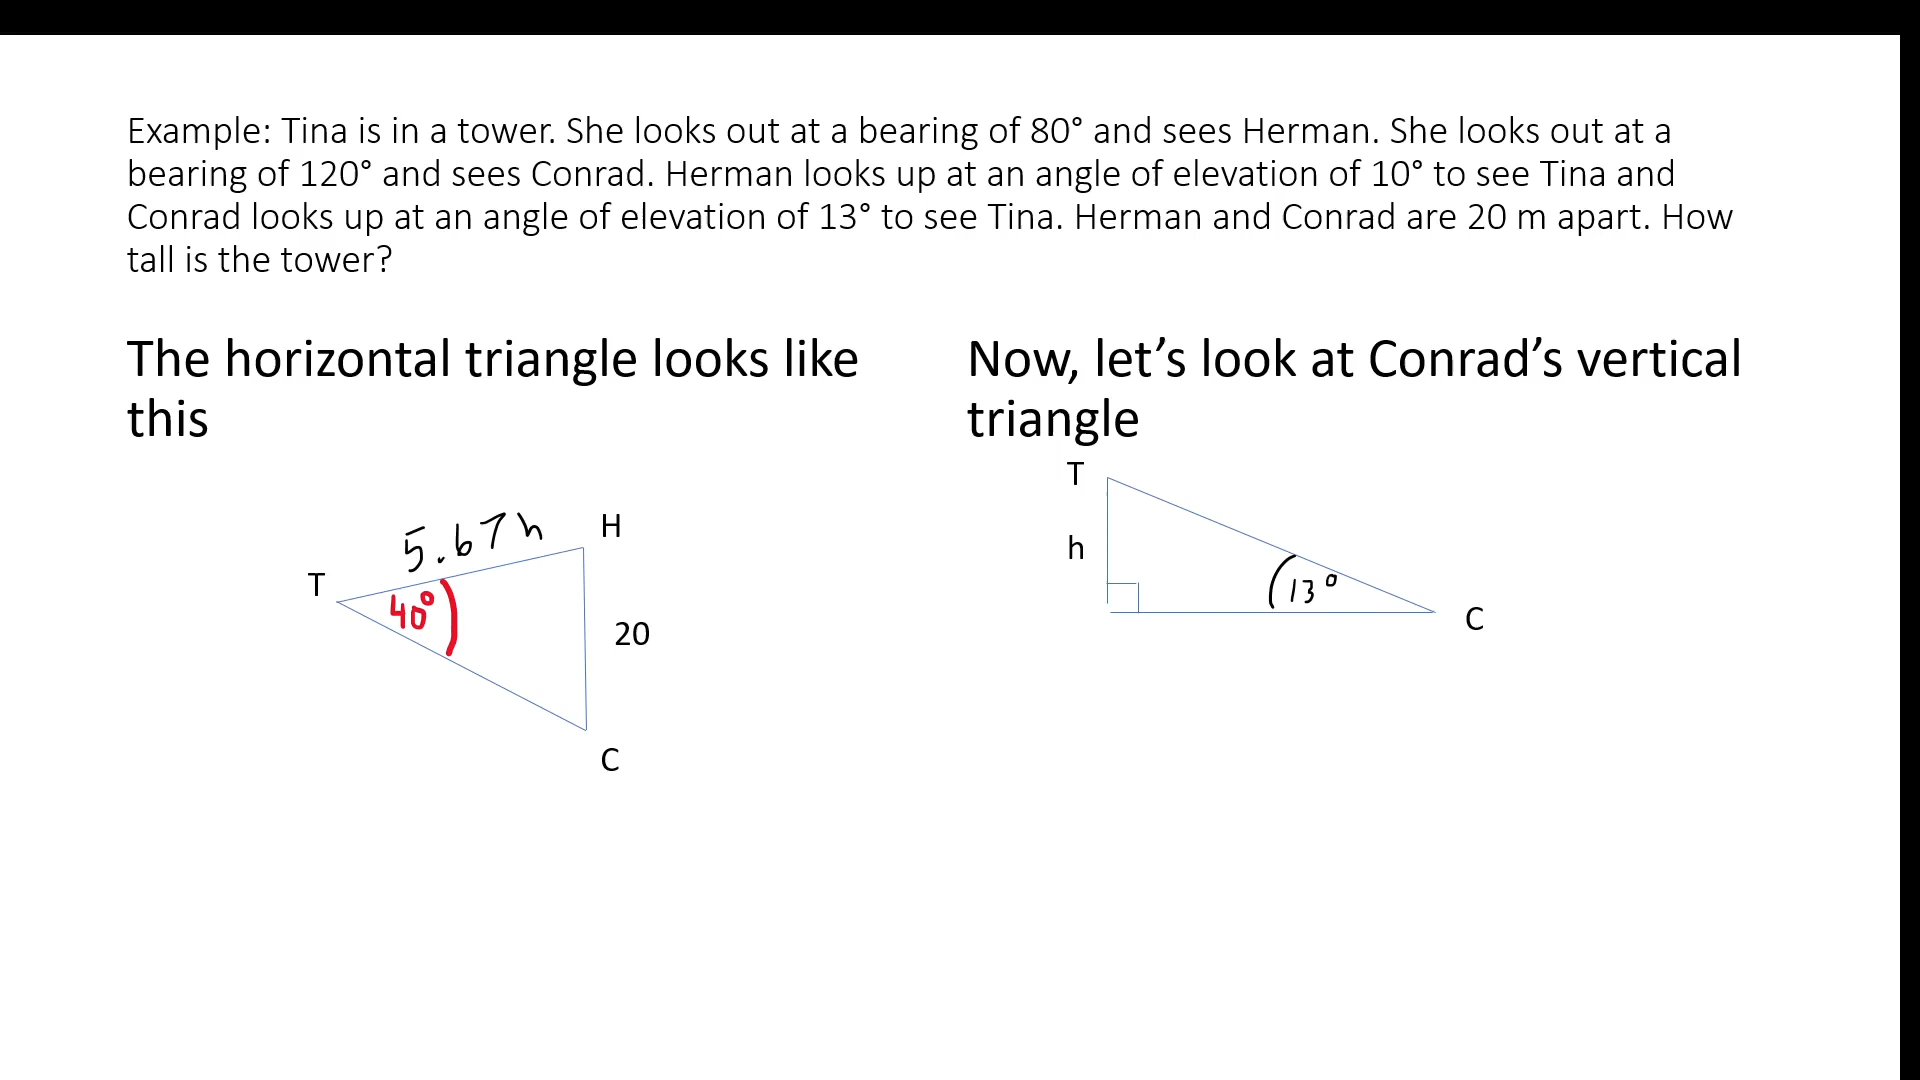 Example: Tina is in a tower. She looks out at a bearing of 80° and sees Herman. She looks out at a
bearing of 120° and sees Conrad. Herman looks up at an angle of elevation of 10° to see Tina and
Conrad looks up at an angle of elevation of 13° to see Tina. Herman and Conrad are 20 m apart. How
tall is the tower?
The horizontal triangle looks like
this
5.67h
H
T
40°
20
C
Now, let’s look at Conrad’s vertical
triangle
T
h
13°
C